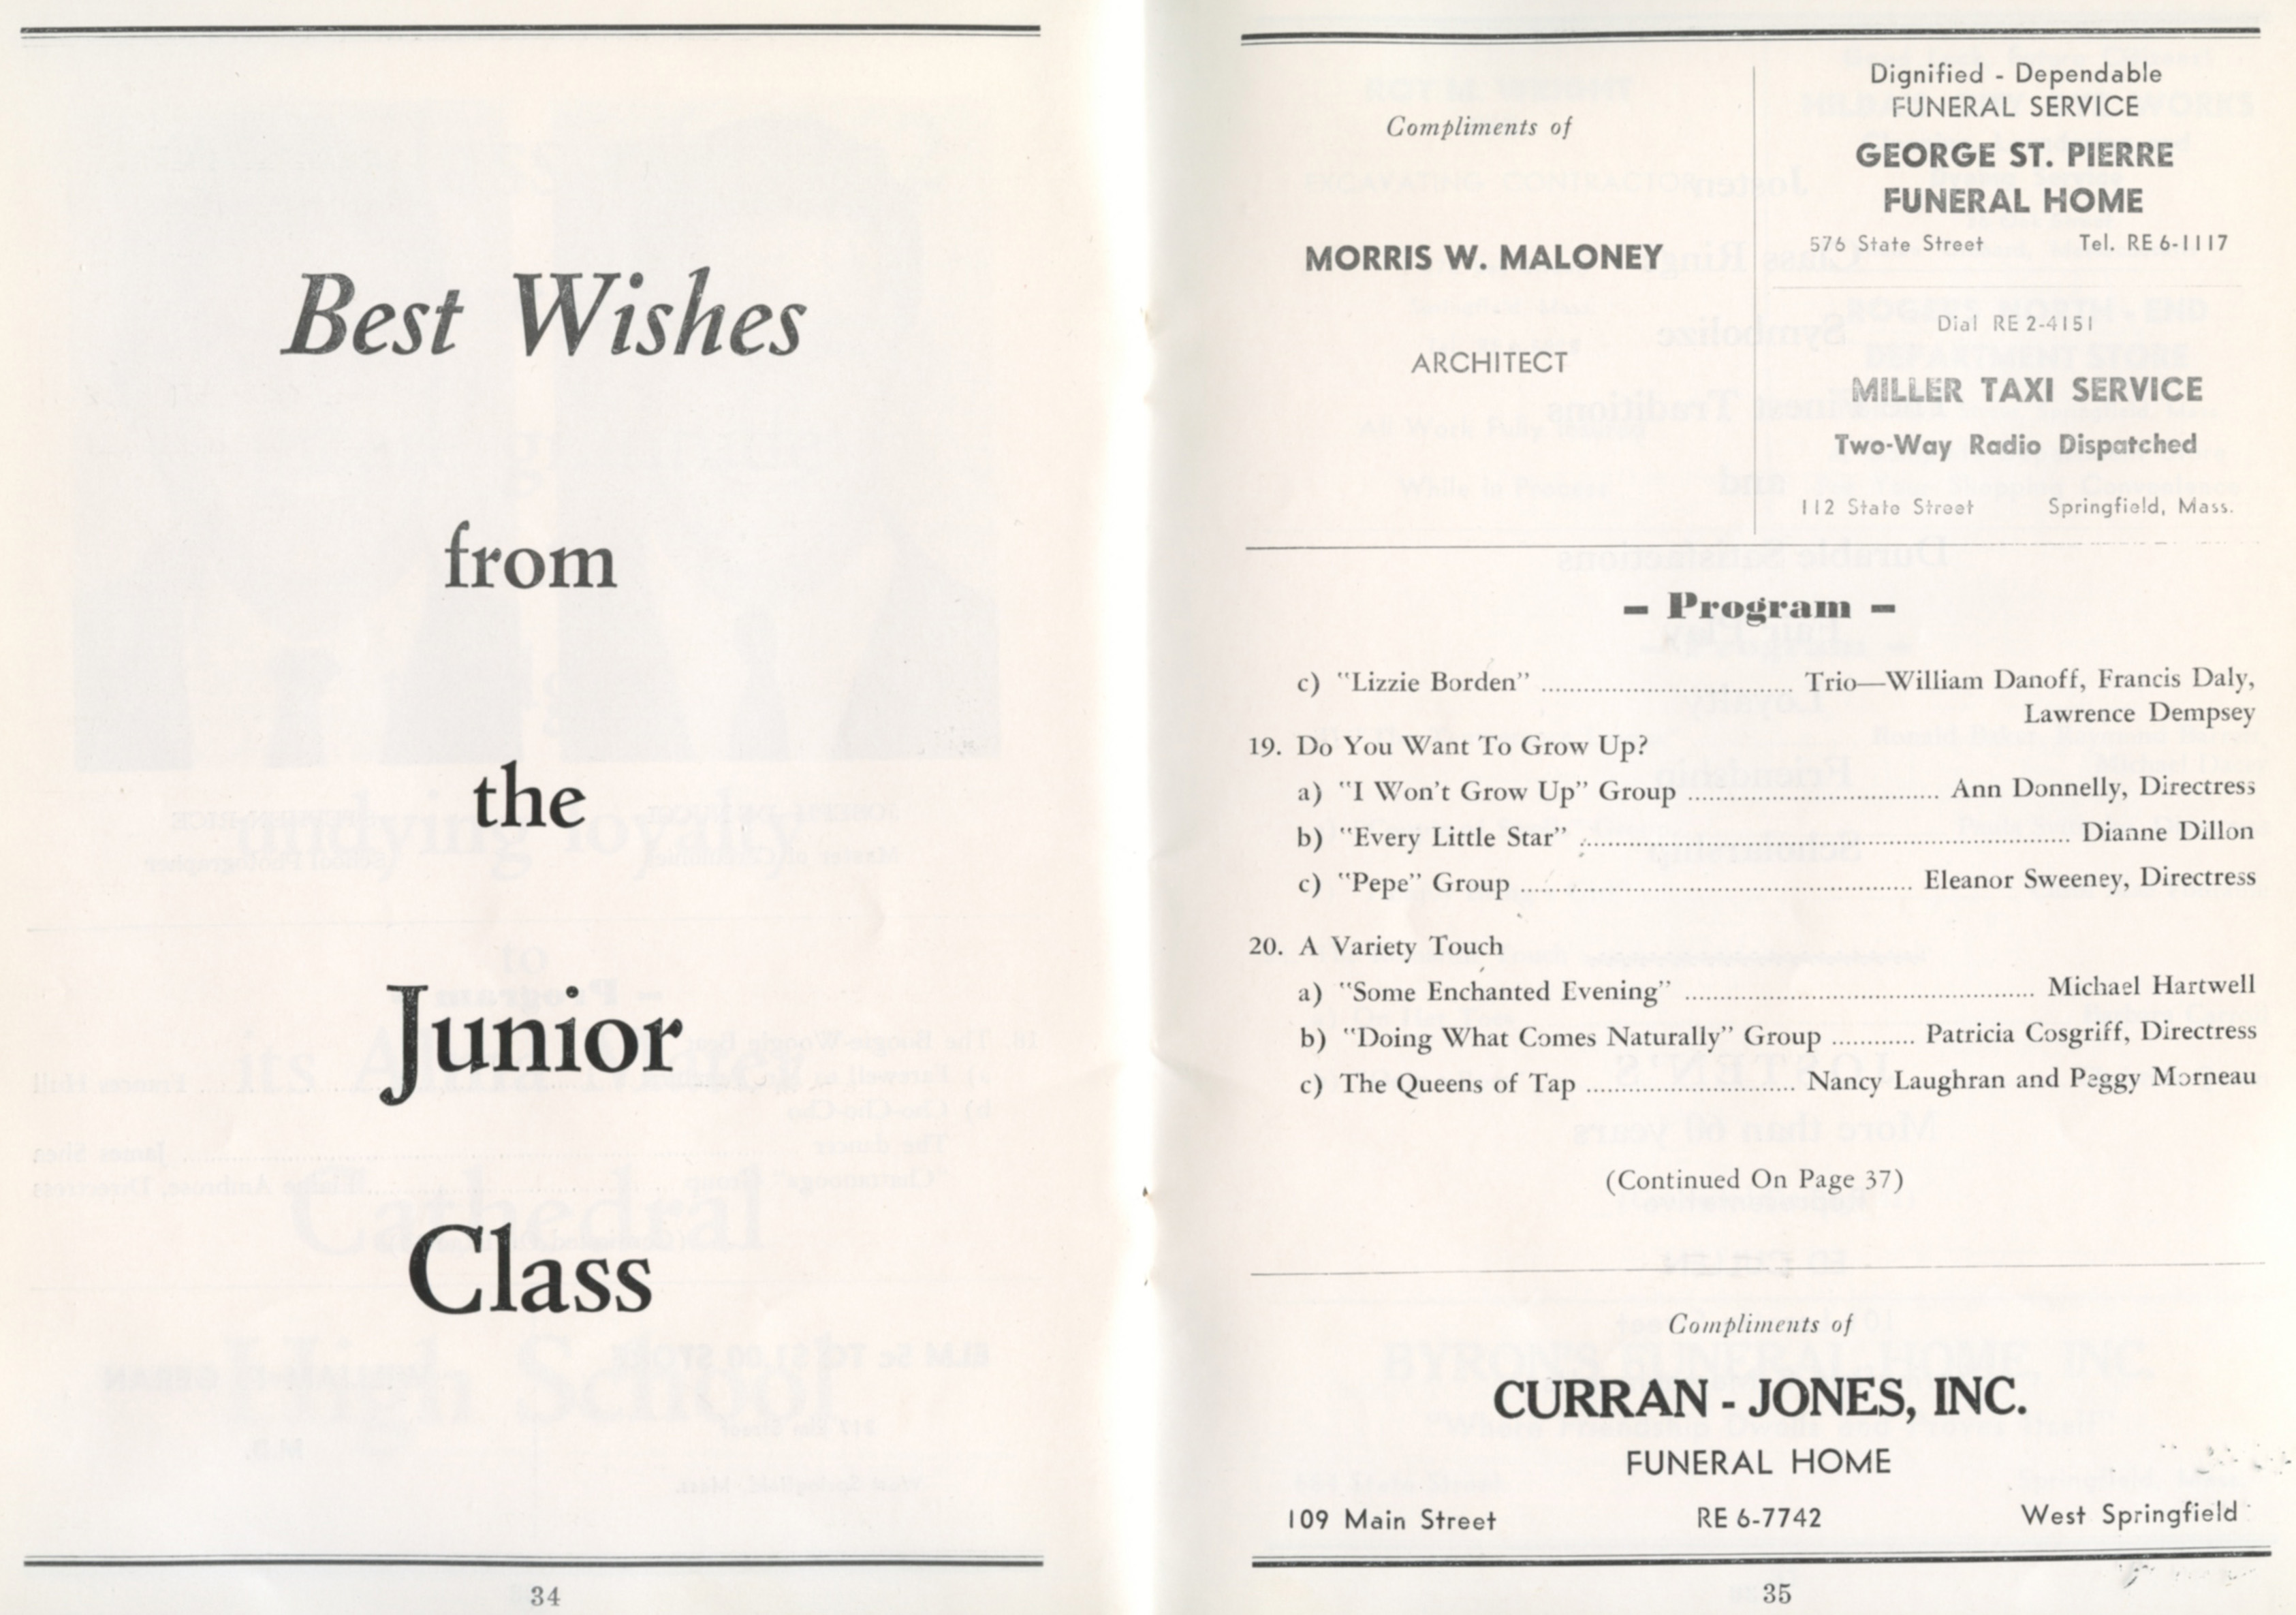 Best Wishes
from
the
Junior
Class
34
Compliments of
MORRIS W. MALONEY
ARCHITECT
Dignified - Dependable
FUNERAL SERVICE
GEORGE ST. PIERRE
FUNERAL HOME
576 State Street Tel. RE 6-1117
Dial RE 2-4151
MILLER TAXI SERVICE
Two-Way Radio Dispatched
112 State Street Springfield, Mass.
- Program -
c) "Lizzie Borden" ........ Trio—William Danoff, Francis Daly,
Lawrence Dempsey
19. Do You Want To Grow Up?
a) "I Won't Grow Up" Group ........ Ann Donnelly, Directress
b) "Every Little Star" ........ Dianne Dillon
c) "Pepe" Group ........ Eleanor Sweeney, Directress
20. A Variety Touch
a) "Some Enchanted Evening" ........ Michael Hartwell
b) "Doing What Comes Naturally" Group ........ Patricia Cosgriff, Directress
c) The Queens of Tap ........ Nancy Laughran and Peggy Morneau
(Continued On Page 37)
Compliments of
CURRAN - JONES, INC.
FUNERAL HOME
109 Main Street RE 6-7742 West Springfield
35